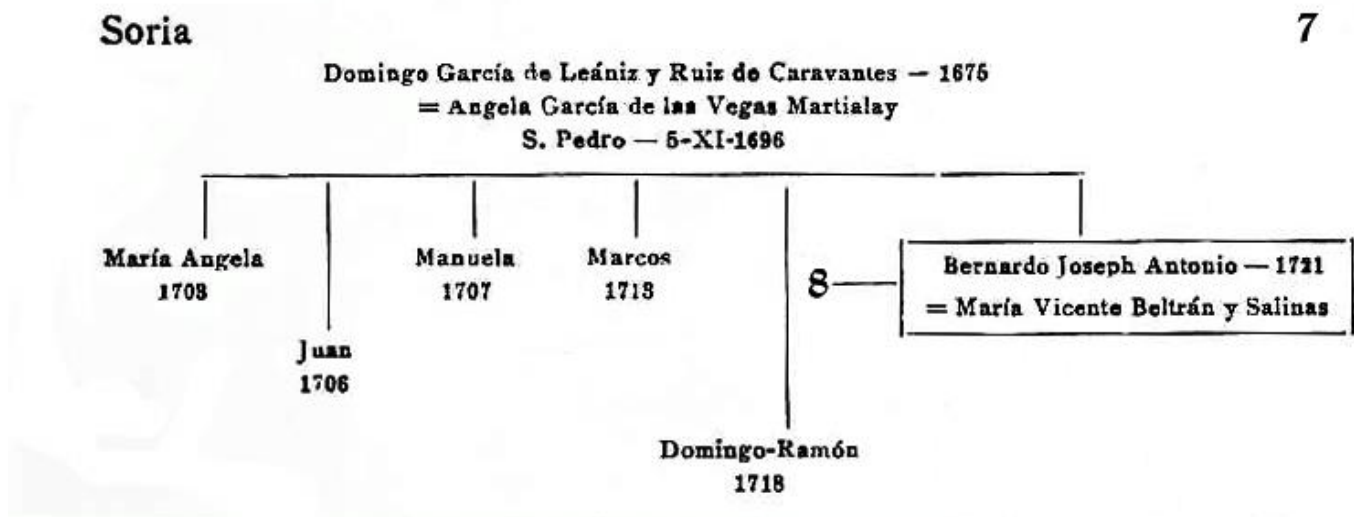 Soria
7
Domingo García de Leániz y Ruiz de Caravantes — 1675
= Angela García de las Vegas Martialay
S. Pedro — 5-XI-1696
María Angela
1703
Manuela
1707
Marcos
1713
8
Bernardo Joseph Antonio — 1721
= María Vicente Beltrán y Salinas
Juan
1706
Domingo-Ramón
1718